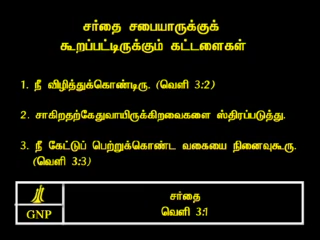 சர்தை சபையாருக்குக்
கூறப்பட்டிருக்கும் கட்டளைகள்
1. நீ விழித்துக்கொண்டிரு. (வெளி 3:2)
2. சாகிறதற்கேதுவாயிருக்கிறவைகளை ஸ்திரப்படுத்து.
3. நீ கேட்டுப் பெற்றுக்கொண்ட வகையை நினைவுகூரு.
(வெளி 3:3)
சர்தை
GNP
வெளி 3:1